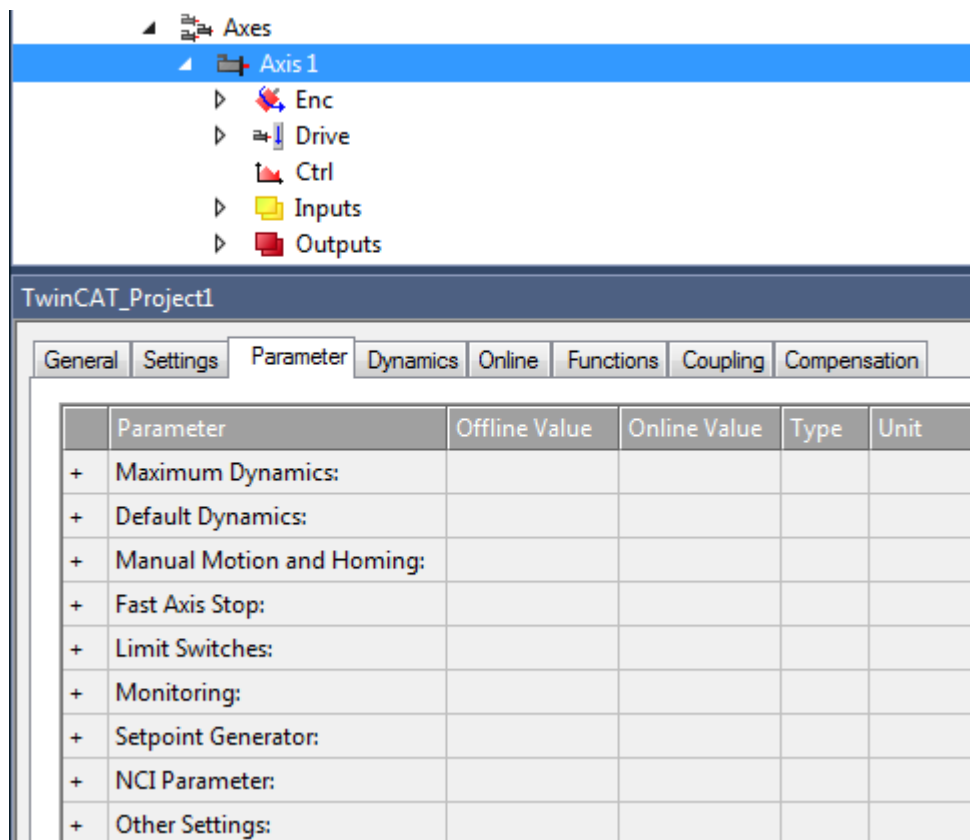 Axes
Axis 1
Enc
Drive
Ctrl
Inputs
Outputs
TwinCAT_Project1
General Settings Parameter Dynamics Online Functions Coupling Compensation
Parameter Offline Value Online Value Type Unit
+ Maximum Dynamics:
+ Default Dynamics:
+ Manual Motion and Homing:
+ Fast Axis Stop:
+ Limit Switches:
+ Monitoring:
+ Setpoint Generator:
+ NCI Parameter:
+ Other Settings: